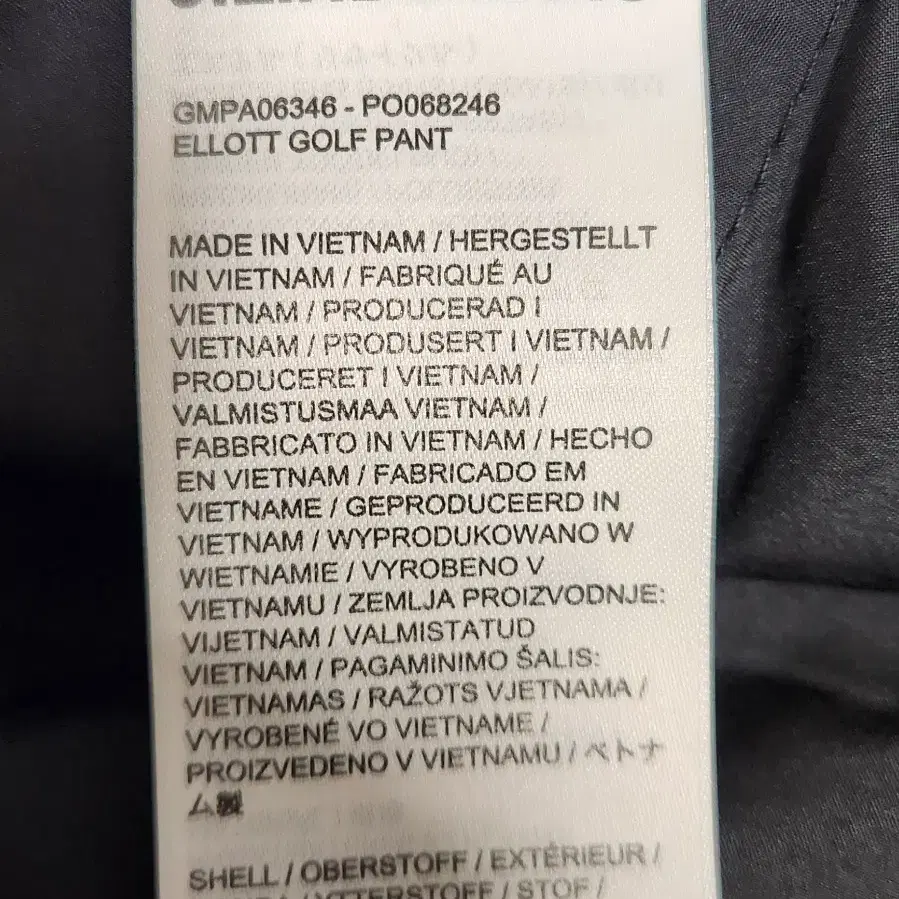 GMPA06346 - PO068246
ELLOTT GOLF PANT
MADE IN VIETNAM / HERGESTELLT
IN VIETNAM / FABRIQUÉ AU
VIETNAM / PRODUCERAD I
VIETNAM / PRODUSERT I VIETNAM /
PRODUCERET I VIETNAM /
VALMISTUSMAA VIETNAM /
FABBRICATO IN VIETNAM / HECHO
EN VIETNAM / FABRICADO EM
VIETNAME / GEPRODUCEERD IN
VIETNAM / WYPRODUKOWANO W
WIETNAMIE / VYROBENO V
VIETNAMU / ZEMLJA PROIZVODNJE:
VIJETNAM / VALMISTATUD
VIETNAM / PAGAMINIMO ŠALIS:
VIETNAMAS / RAŽOTS VJETNAMA /
VYROBENÉ VO VIETNAME /
PROIZVEDENO V VIETNAMU / ベトナ
ム製
SHELL / OBERSTOFF / EXTÉRIEUR /
YTTERSTOFF / STOF /